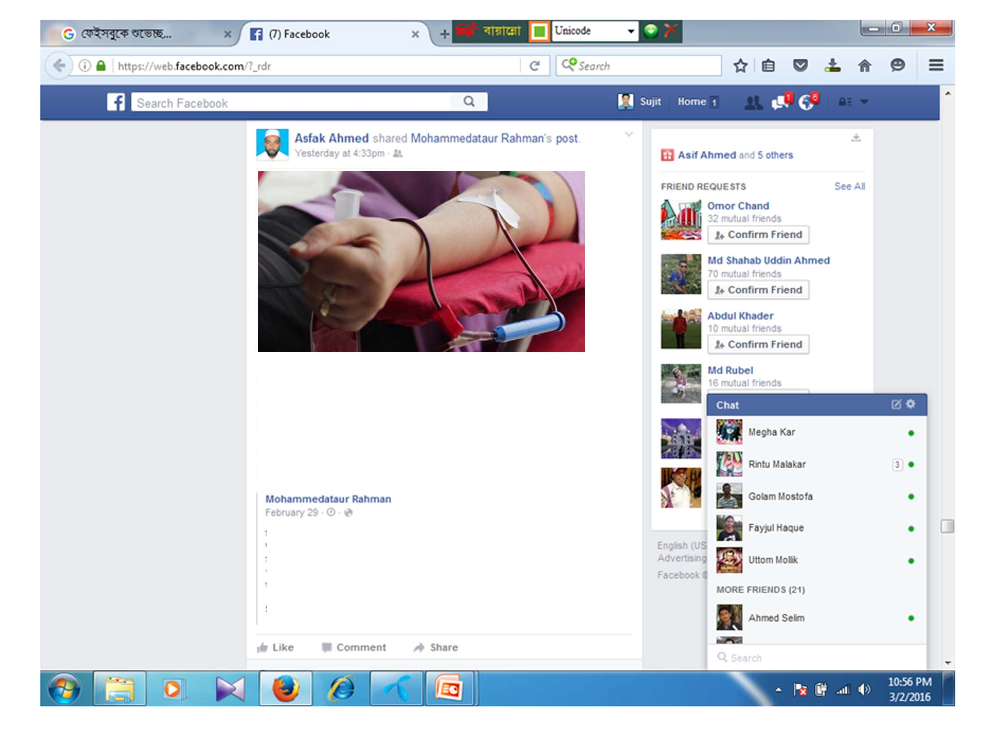 ফেইসবুকে শুভেচ্ছ...
(7) Facebook
বায়ান্নো
Unicode
https://web.facebook.com/?_rdr
Search
Search Facebook
Sujit
Home 1
1
6
Asfak Ahmed shared Mohammedataur Rahman's post.
Yesterday at 4:33pm
Asif Ahmed and 5 others
FRIEND REQUESTS
See All
Omor Chand
32 mutual friends
Confirm Friend
Md Shahab Uddin Ahmed
70 mutual friends
Confirm Friend
Abdul Khader
10 mutual friends
Confirm Friend
Md Rubel
16 mutual friends
Mohammedataur Rahman
February 29
Like
Comment
Share
English (US
Advertising
Facebook ©
Chat
Megha Kar
Rintu Malakar
3
Golam Mostofa
Fayjul Haque
Uttom Mollik
MORE FRIENDS (21)
Ahmed Selim
Search
10:56 PM
3/2/2016